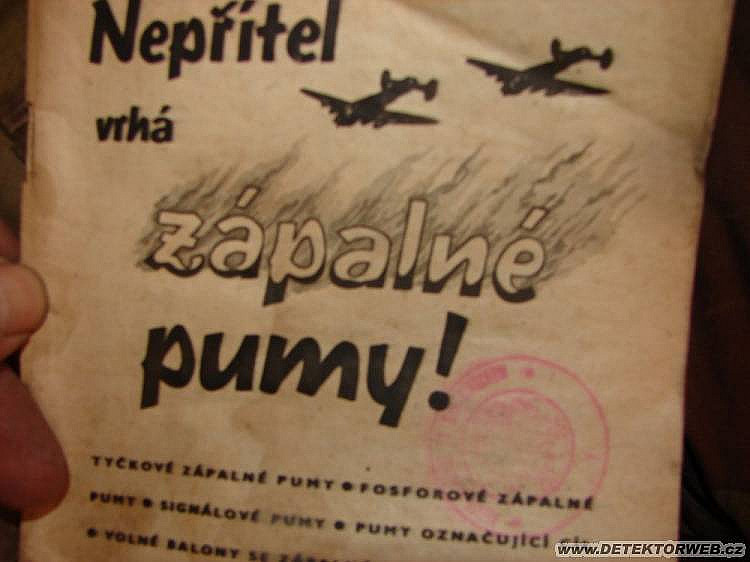 Nepřítel
vrhá
zápalné
pumy!
TYČKOVÉ ZÁPALNÉ PUMY • FOSFOROVÉ ZÁPALNÉ
PUMY • SIGNÁLOVÉ PUMY • PUMY OZNAČUJÍCÍ
• VOLNÉ BALONY SE
www.DETEKTORWEB.cz